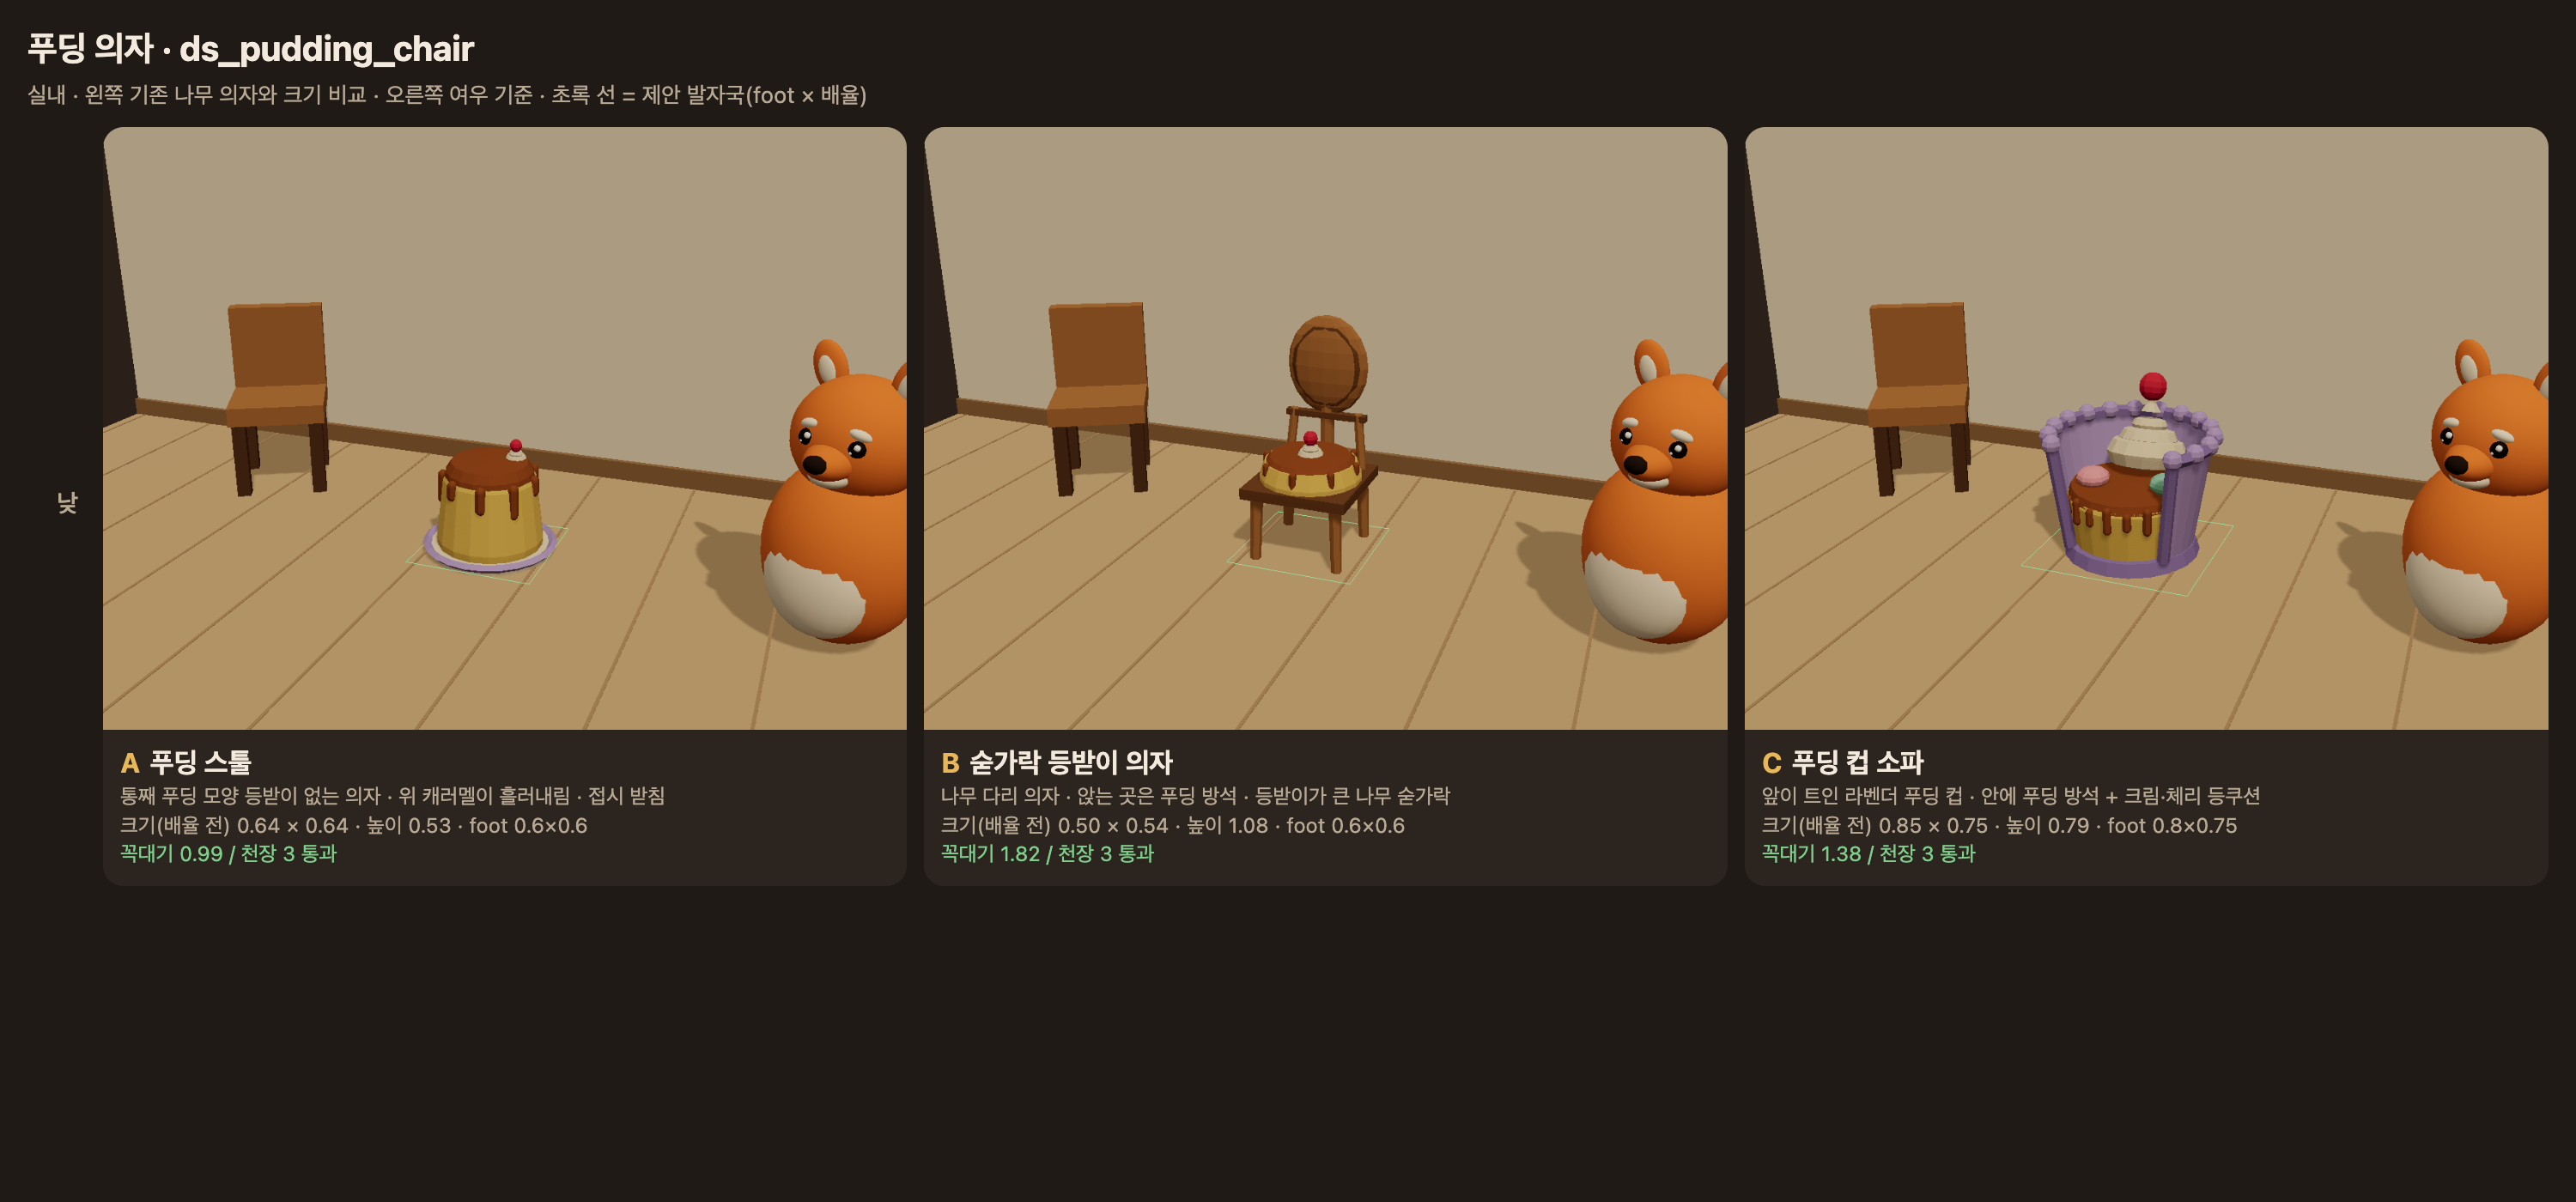 푸딩 의자 · ds_pudding_chair
실내 · 왼쪽 기존 나무 의자와 크기 비교 · 오른쪽 여우 기준 · 초록 선 = 제안 발자국(foot × 배율)
낮
A 푸딩 스툴
통째 푸딩 모양 등받이 없는 의자 · 위 캐러멜이 흘러내림 · 접시 받침
크기(배율 전) 0.64 × 0.64 · 높이 0.53 · foot 0.6×0.6
꼭대기 0.99 / 천장 3 통과
B 숟가락 등받이 의자
나무 다리 의자 · 앉는 곳은 푸딩 방석 · 등받이가 큰 나무 숟가락
크기(배율 전) 0.50 × 0.54 · 높이 1.08 · foot 0.6×0.6
꼭대기 1.82 / 천장 3 통과
C 푸딩 컵 소파
앞이 트인 라벤더 푸딩 컵 · 안에 푸딩 방석 + 크림·체리 등쿠션
크기(배율 전) 0.85 × 0.75 · 높이 0.79 · foot 0.8×0.75
꼭대기 1.38 / 천장 3 통과